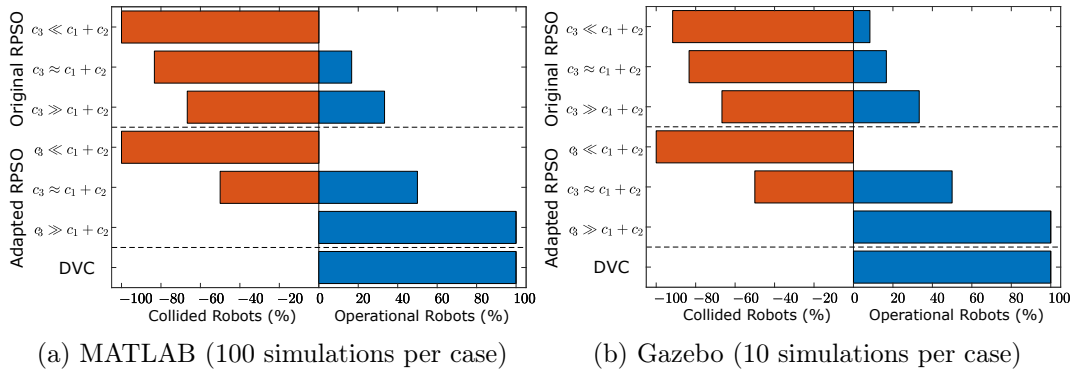 Original RPSO
c₃ ≪ c₁ + c₂
c₃ ≈ c₁ + c₂
c₃ ≫ c₁ + c₂
Adapted RPSO
c₃ ≪ c₁ + c₂
c₃ ≈ c₁ + c₂
c₃ ≫ c₁ + c₂
DVC
−100 −80 −60 −40 −20 0 20 40 60 80 100
Collided Robots (%) Operational Robots (%)
(a) MATLAB (100 simulations per case)
Original RPSO
c₃ ≪ c₁ + c₂
c₃ ≈ c₁ + c₂
c₃ ≫ c₁ + c₂
Adapted RPSO
c₃ ≪ c₁ + c₂
c₃ ≈ c₁ + c₂
c₃ ≫ c₁ + c₂
DVC
−100 −80 −60 −40 −20 0 20 40 60 80 100
Collided Robots (%) Operational Robots (%)
(b) Gazebo (10 simulations per case)